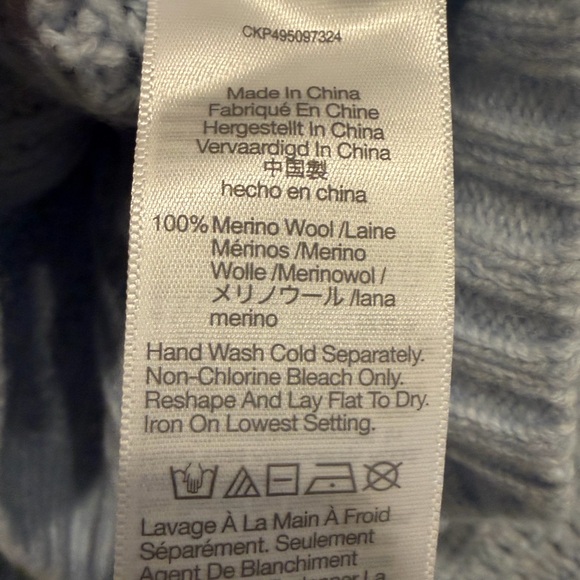 CKP495097324
Made In China
Fabriqué En Chine
Hergestellt In China
Vervaardigd In China
中国製
hecho en china
100% Merino Wool /Laine
Mérinos /Merino
Wolle /Merinowol /
メリノウール /lana
merino
Hand Wash Cold Separately.
Non-Chlorine Bleach Only.
Reshape And Lay Flat To Dry.
Iron On Lowest Setting.
Lavage À La Main À Froid
Séparément. Seulement
Agent De Blanchiment
La